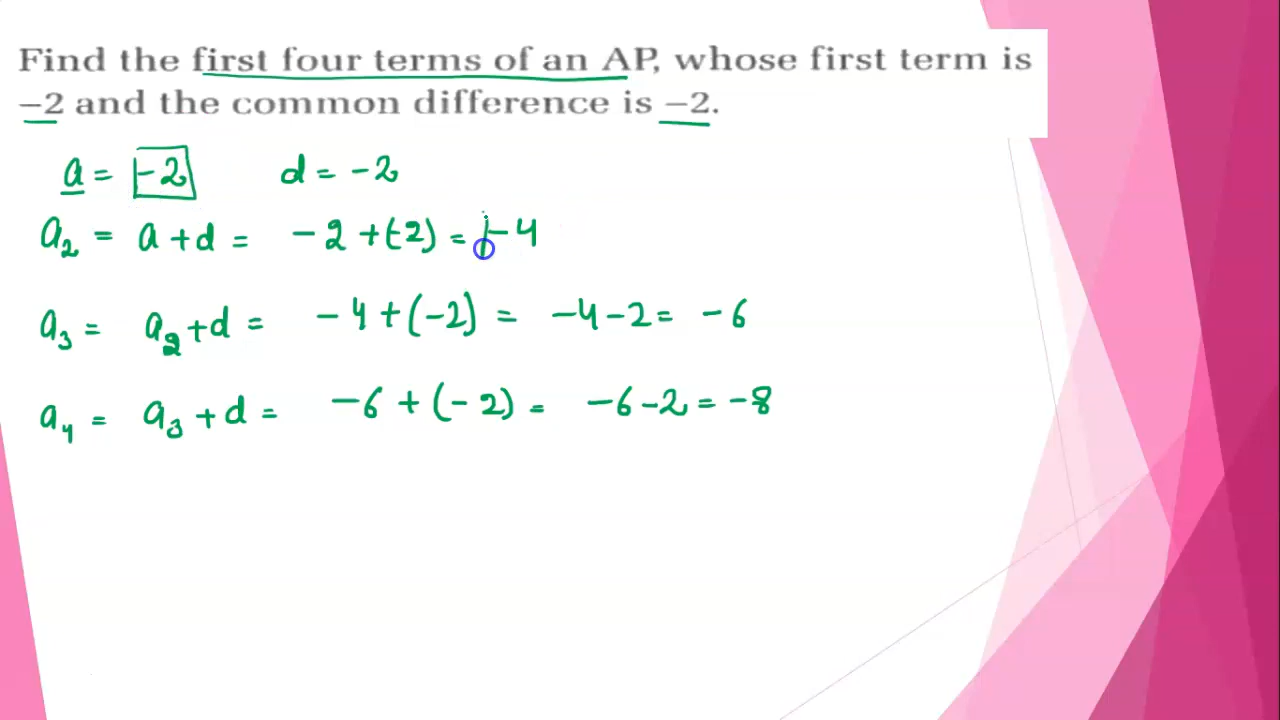 Find the first four terms of an AP, whose first term is
−2 and the common difference is −2.
a = -2 d = -2
a₂ = a + d = -2 + (-2) = -4
a₃ = a₂ + d = -4 + (-2) = -4 - 2 = -6
a₄ = a₃ + d = -6 + (-2) = -6 - 2 = -8